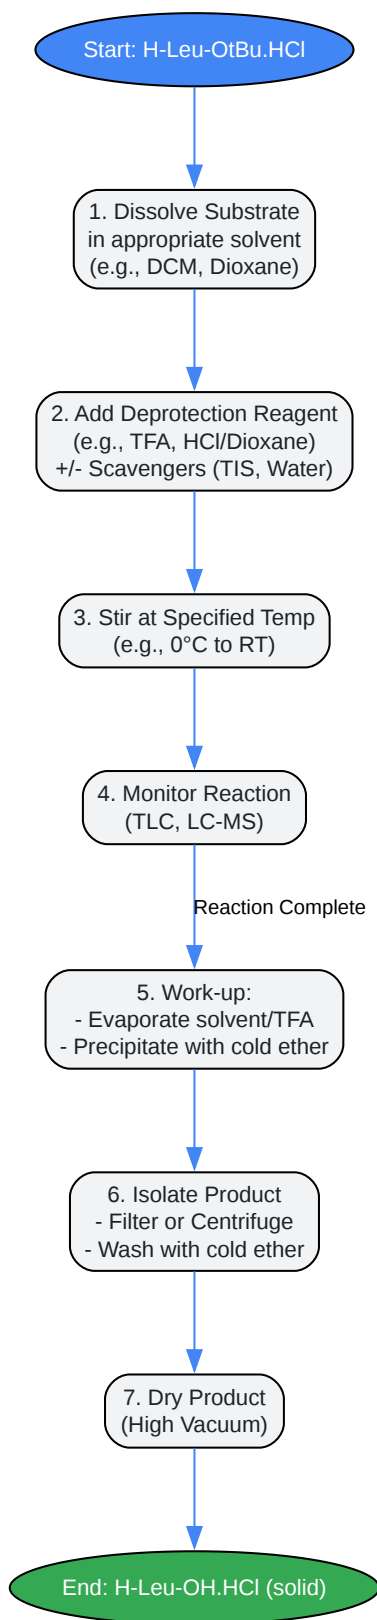 Start: H-Leu-OtBu.HCl
1. Dissolve Substrate
in appropriate solvent
(e.g., DCM, Dioxane)
2. Add Deprotection Reagent
(e.g., TFA, HCl/Dioxane)
+/- Scavengers (TIS, Water)
3. Stir at Specified Temp
(e.g., 0°C to RT)
4. Monitor Reaction
(TLC, LC-MS)
Reaction Complete
5. Work-up:
- Evaporate solvent/TFA
- Precipitate with cold ether
6. Isolate Product
- Filter or Centrifuge
- Wash with cold ether
7. Dry Product
(High Vacuum)
End: H-Leu-OH.HCl (solid)